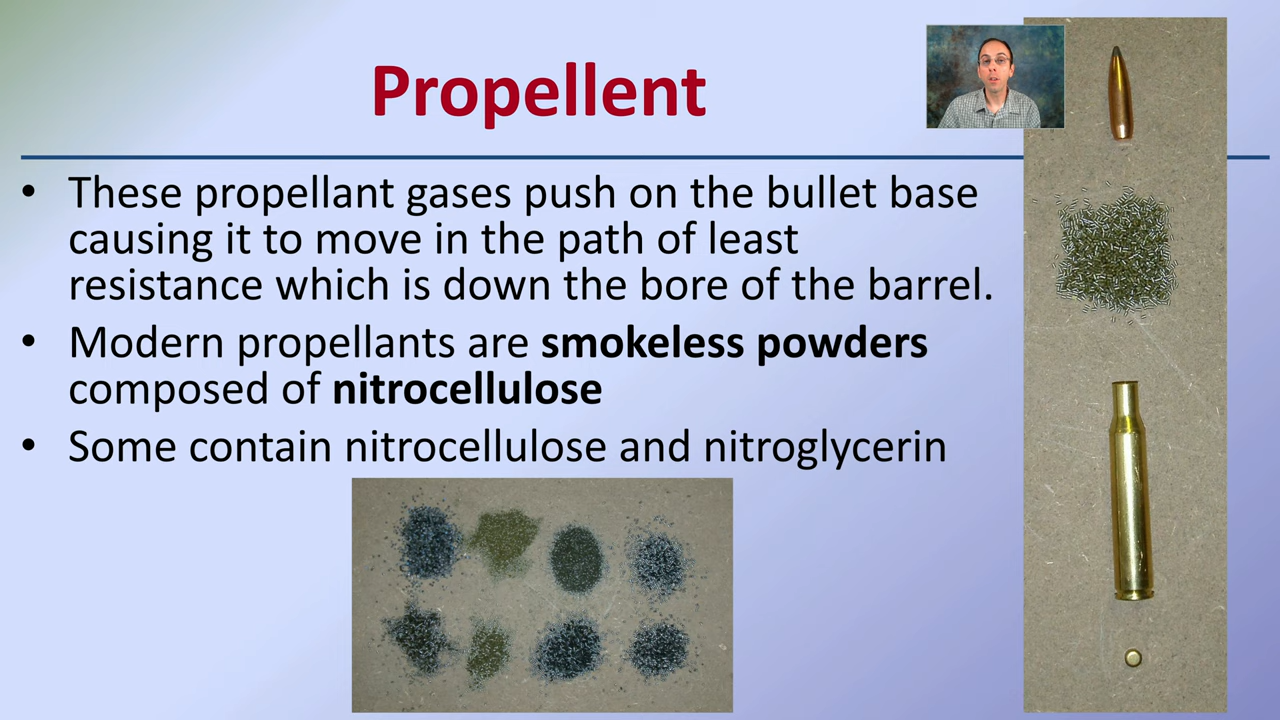 Propellent
• These propellant gases push on the bullet base
causing it to move in the path of least
resistance which is down the bore of the barrel.
• Modern propellants are smokeless powders
composed of nitrocellulose
• Some contain nitrocellulose and nitroglycerin